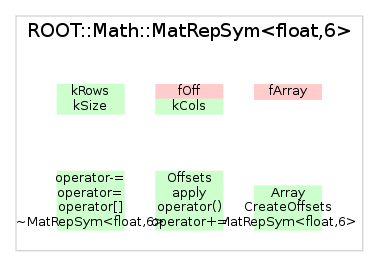 ROOT::Math::MatRepSym<float,6>
kRows
kSize
fOff
kCols
fArray
operator-=
operator=
operator[]
~MatRepSym<float,6>
Offsets
apply
operator()
operator+=
Array
CreateOffsets
MatRepSym<float,6>